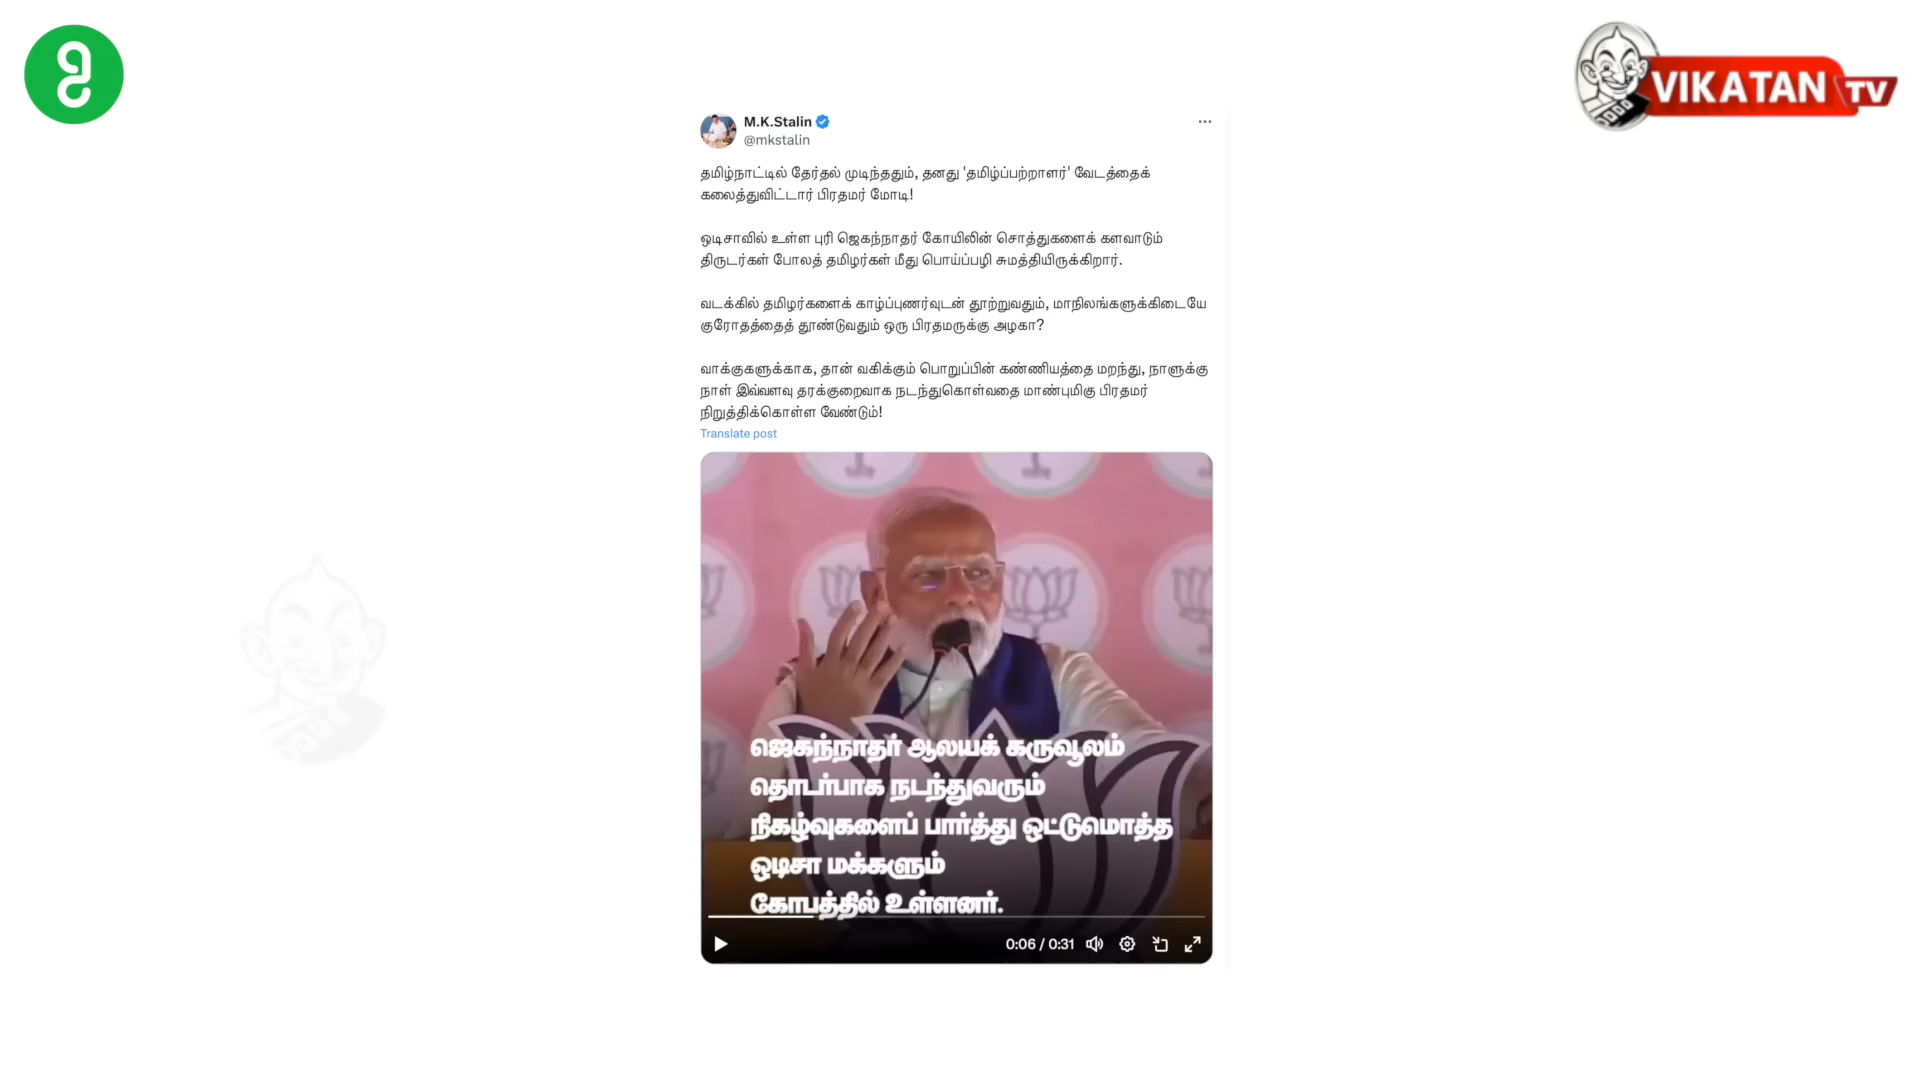 VIKATAN TV
M.K.Stalin
@mkstalin
தமிழ்நாட்டில் தேர்தல் முடிந்ததும், தனது 'தமிழ்ப்பற்றாளர்' வேடத்தைக்
கலைத்துவிட்டார் பிரதமர் மோடி!
ஒடிசாவில் உள்ள புரி ஜெகந்நாதர் கோயிலின் சொத்துகளைக் களவாடும்
திருடர்கள் போலத் தமிழர்கள் மீது பொய்ப்பழி சுமத்தியிருக்கிறார்.
வடக்கில் தமிழர்களைக் காழ்ப்புணர்வுடன் தூற்றுவதும், மாநிலங்களுக்கிடையே
குரோதத்தைத் தூண்டுவதும் ஒரு பிரதமருக்கு அழகா?
வாக்குகளுக்காக, தான் வகிக்கும் பொறுப்பின் கண்ணியத்தை மறந்து, நாளுக்கு
நாள் இவ்வளவு தரக்குறைவாக நடந்துகொள்வதை மாண்புமிகு பிரதமர்
நிறுத்திக்கொள்ள வேண்டும்!
Translate post
ஜெகந்நாதர் ஆலயக் கருவூலம்
தொடர்பாக நடந்துவரும்
நிகழ்வுகளைப் பார்த்து ஒட்டுமொத்த
ஒடிசா மக்களும்
கோபத்தில் உள்ளனர்.
0:06 / 0:31